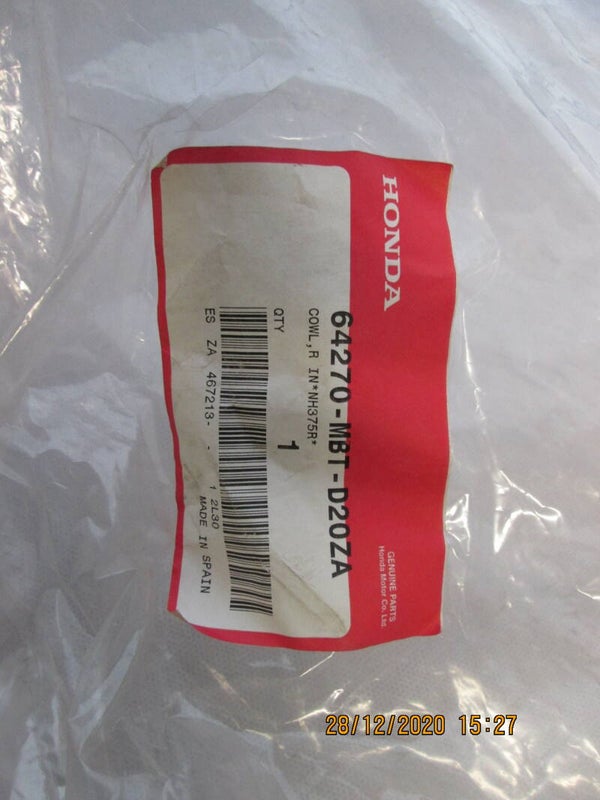 HONDA
GENUINE PARTS
Honda Motor Co. Ltd.
64270-MBT-D20ZA
COWL,R IN*NH375R*
QTY 1
ES ZA 467213- - 1 2L30
MADE IN SPAIN
28/12/2020 15:27